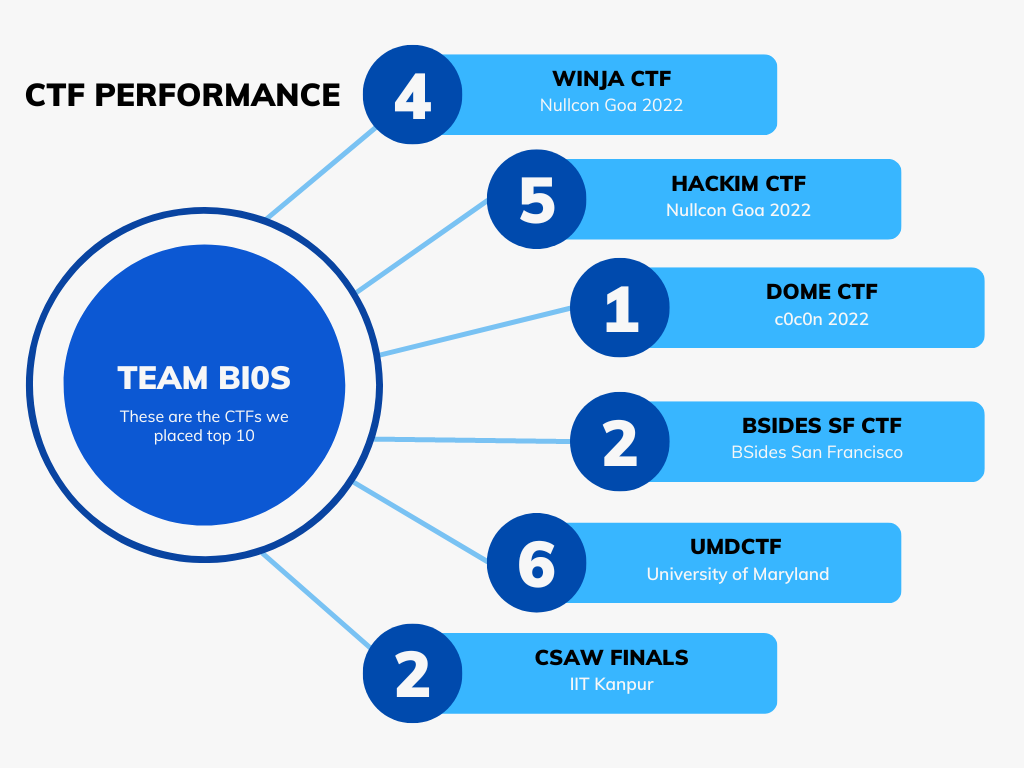 CTF PERFORMANCE
4
WINJA CTF
Nullcon Goa 2022
5
HACKIM CTF
Nullcon Goa 2022
1
DOME CTF
c0c0n 2022
TEAM BI0S
These are the CTFs we
placed top 10
2
BSIDES SF CTF
BSides San Francisco
6
UMDCTF
University of Maryland
2
CSAW FINALS
IIT Kanpur